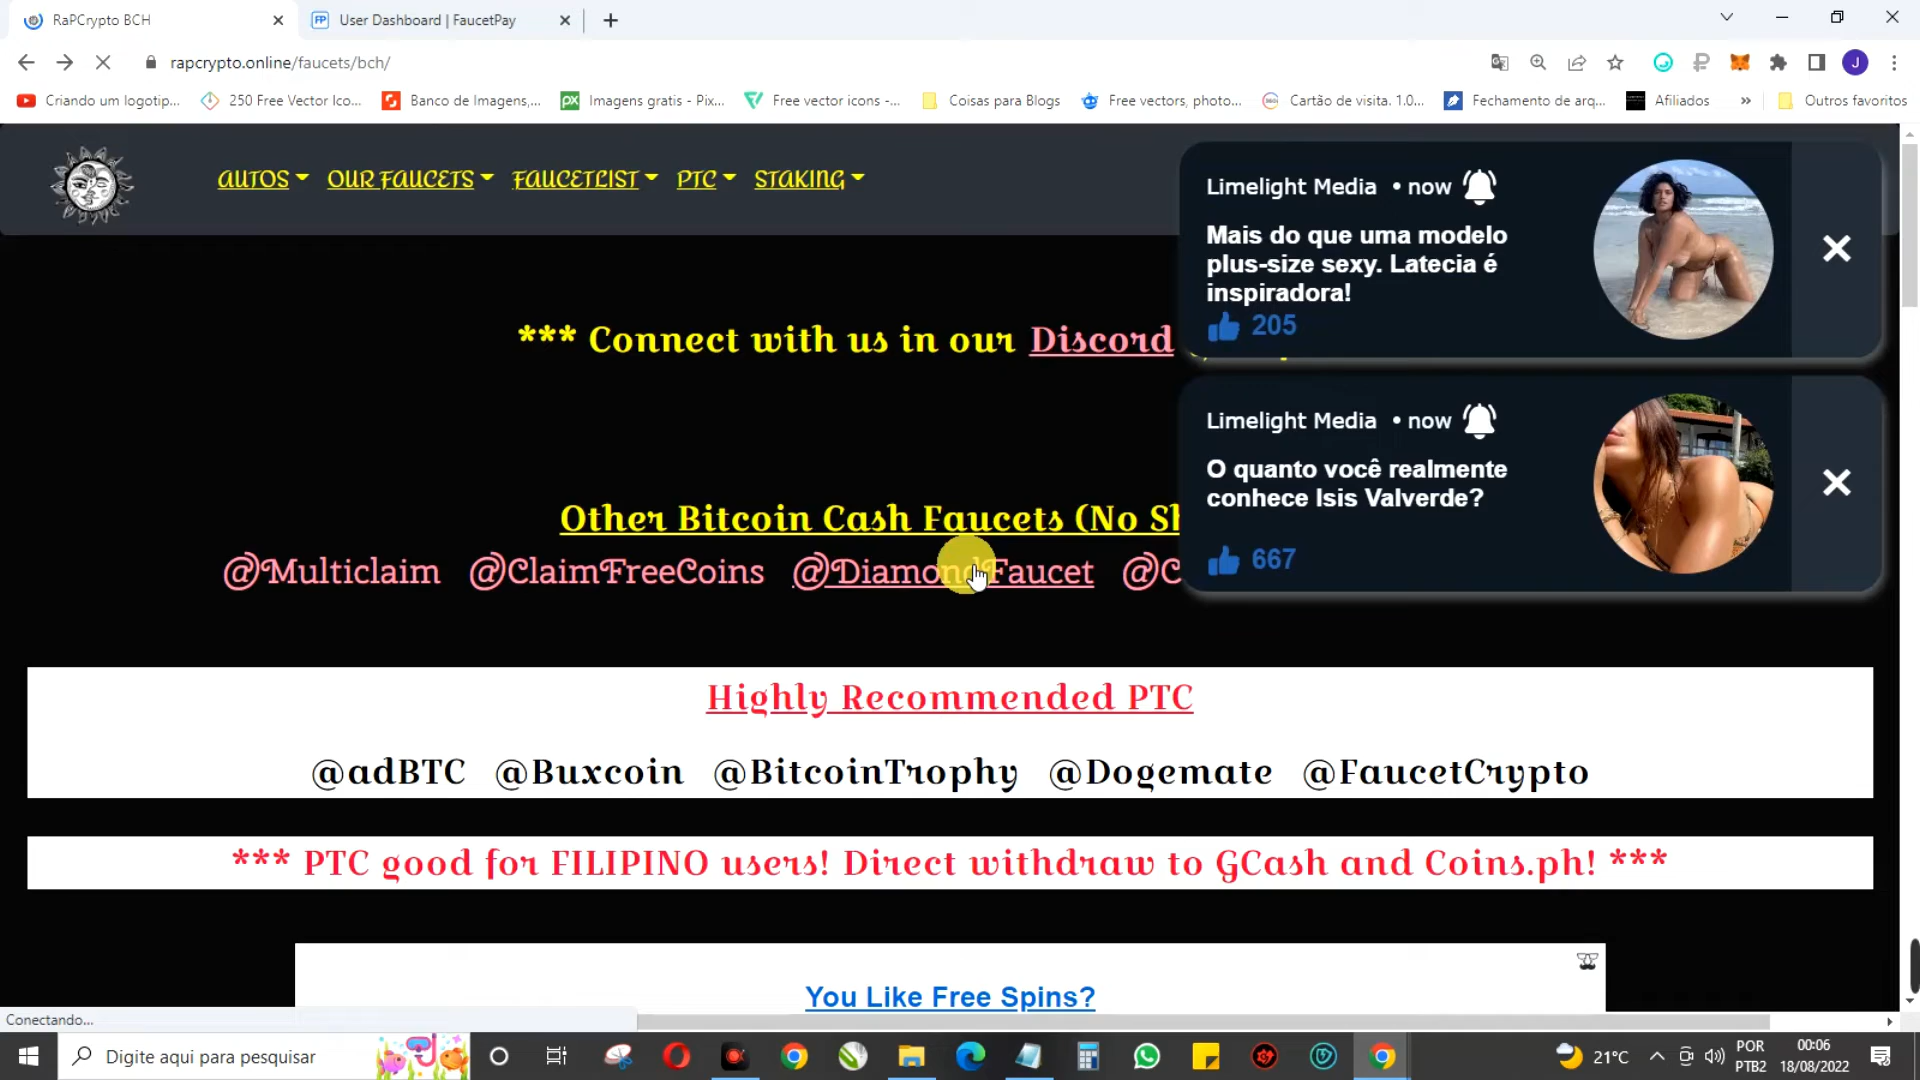 RaPCrypto BCH
User Dashboard | FaucetPay
rapcrypto.online/faucets/bch/
Criando um logotip...
250 Free Vector Ico...
Banco de Imagens,...
Imagens gratis - Pix...
Free vector icons -...
Coisas para Blogs
Free vectors, photo...
Cartão de visita. 1.0...
Fechamento de arq...
Afiliados
»
Outros favoritos
AUTOS
OUR FAUCETS
FAUCETLIST
PTC
STAKING
Limelight Media • now
Mais do que uma modelo
plus-size sexy. Latecia é
inspiradora!
205
*** Connect with us in our Discord
Limelight Media • now
O quanto você realmente
conhece Isis Valverde?
667
Other Bitcoin Cash Faucets (No Sh
@Multiclaim @ClaimFreeCoins @DiamondFaucet @C
Highly Recommended PTC
@adBTC @Buxcoin @BitcoinTrophy @Dogemate @FaucetCrypto
*** PTC good for FILIPINO users! Direct withdraw to GCash and Coins.ph! ***
You Like Free Spins?
Conectando...
Digite aqui para pesquisar
21°C
POR
PTB2
00:06
18/08/2022